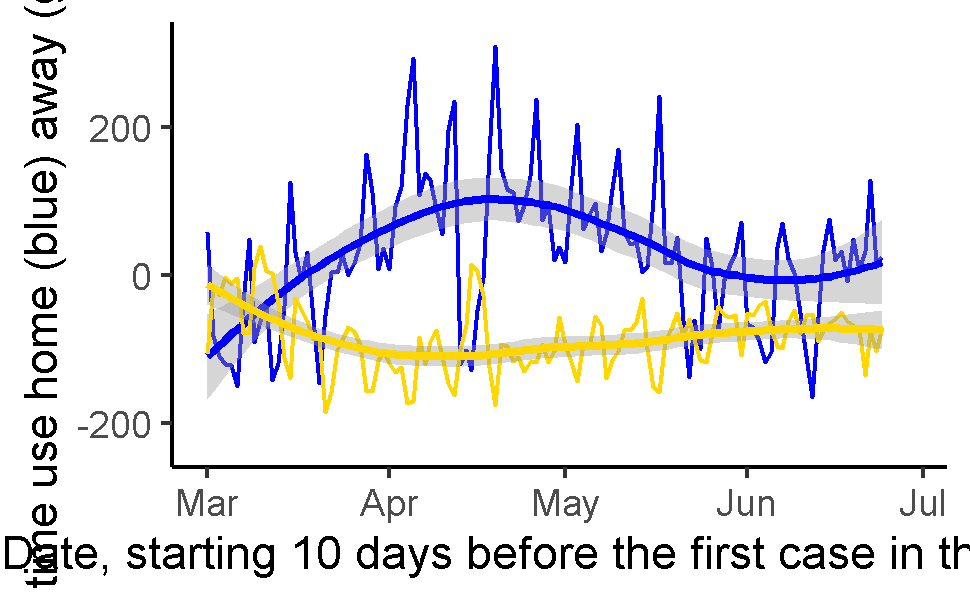 time use home (blue) away (
200
0
-200
Mar Apr May Jun Jul
Date, starting 10 days before the first case in th